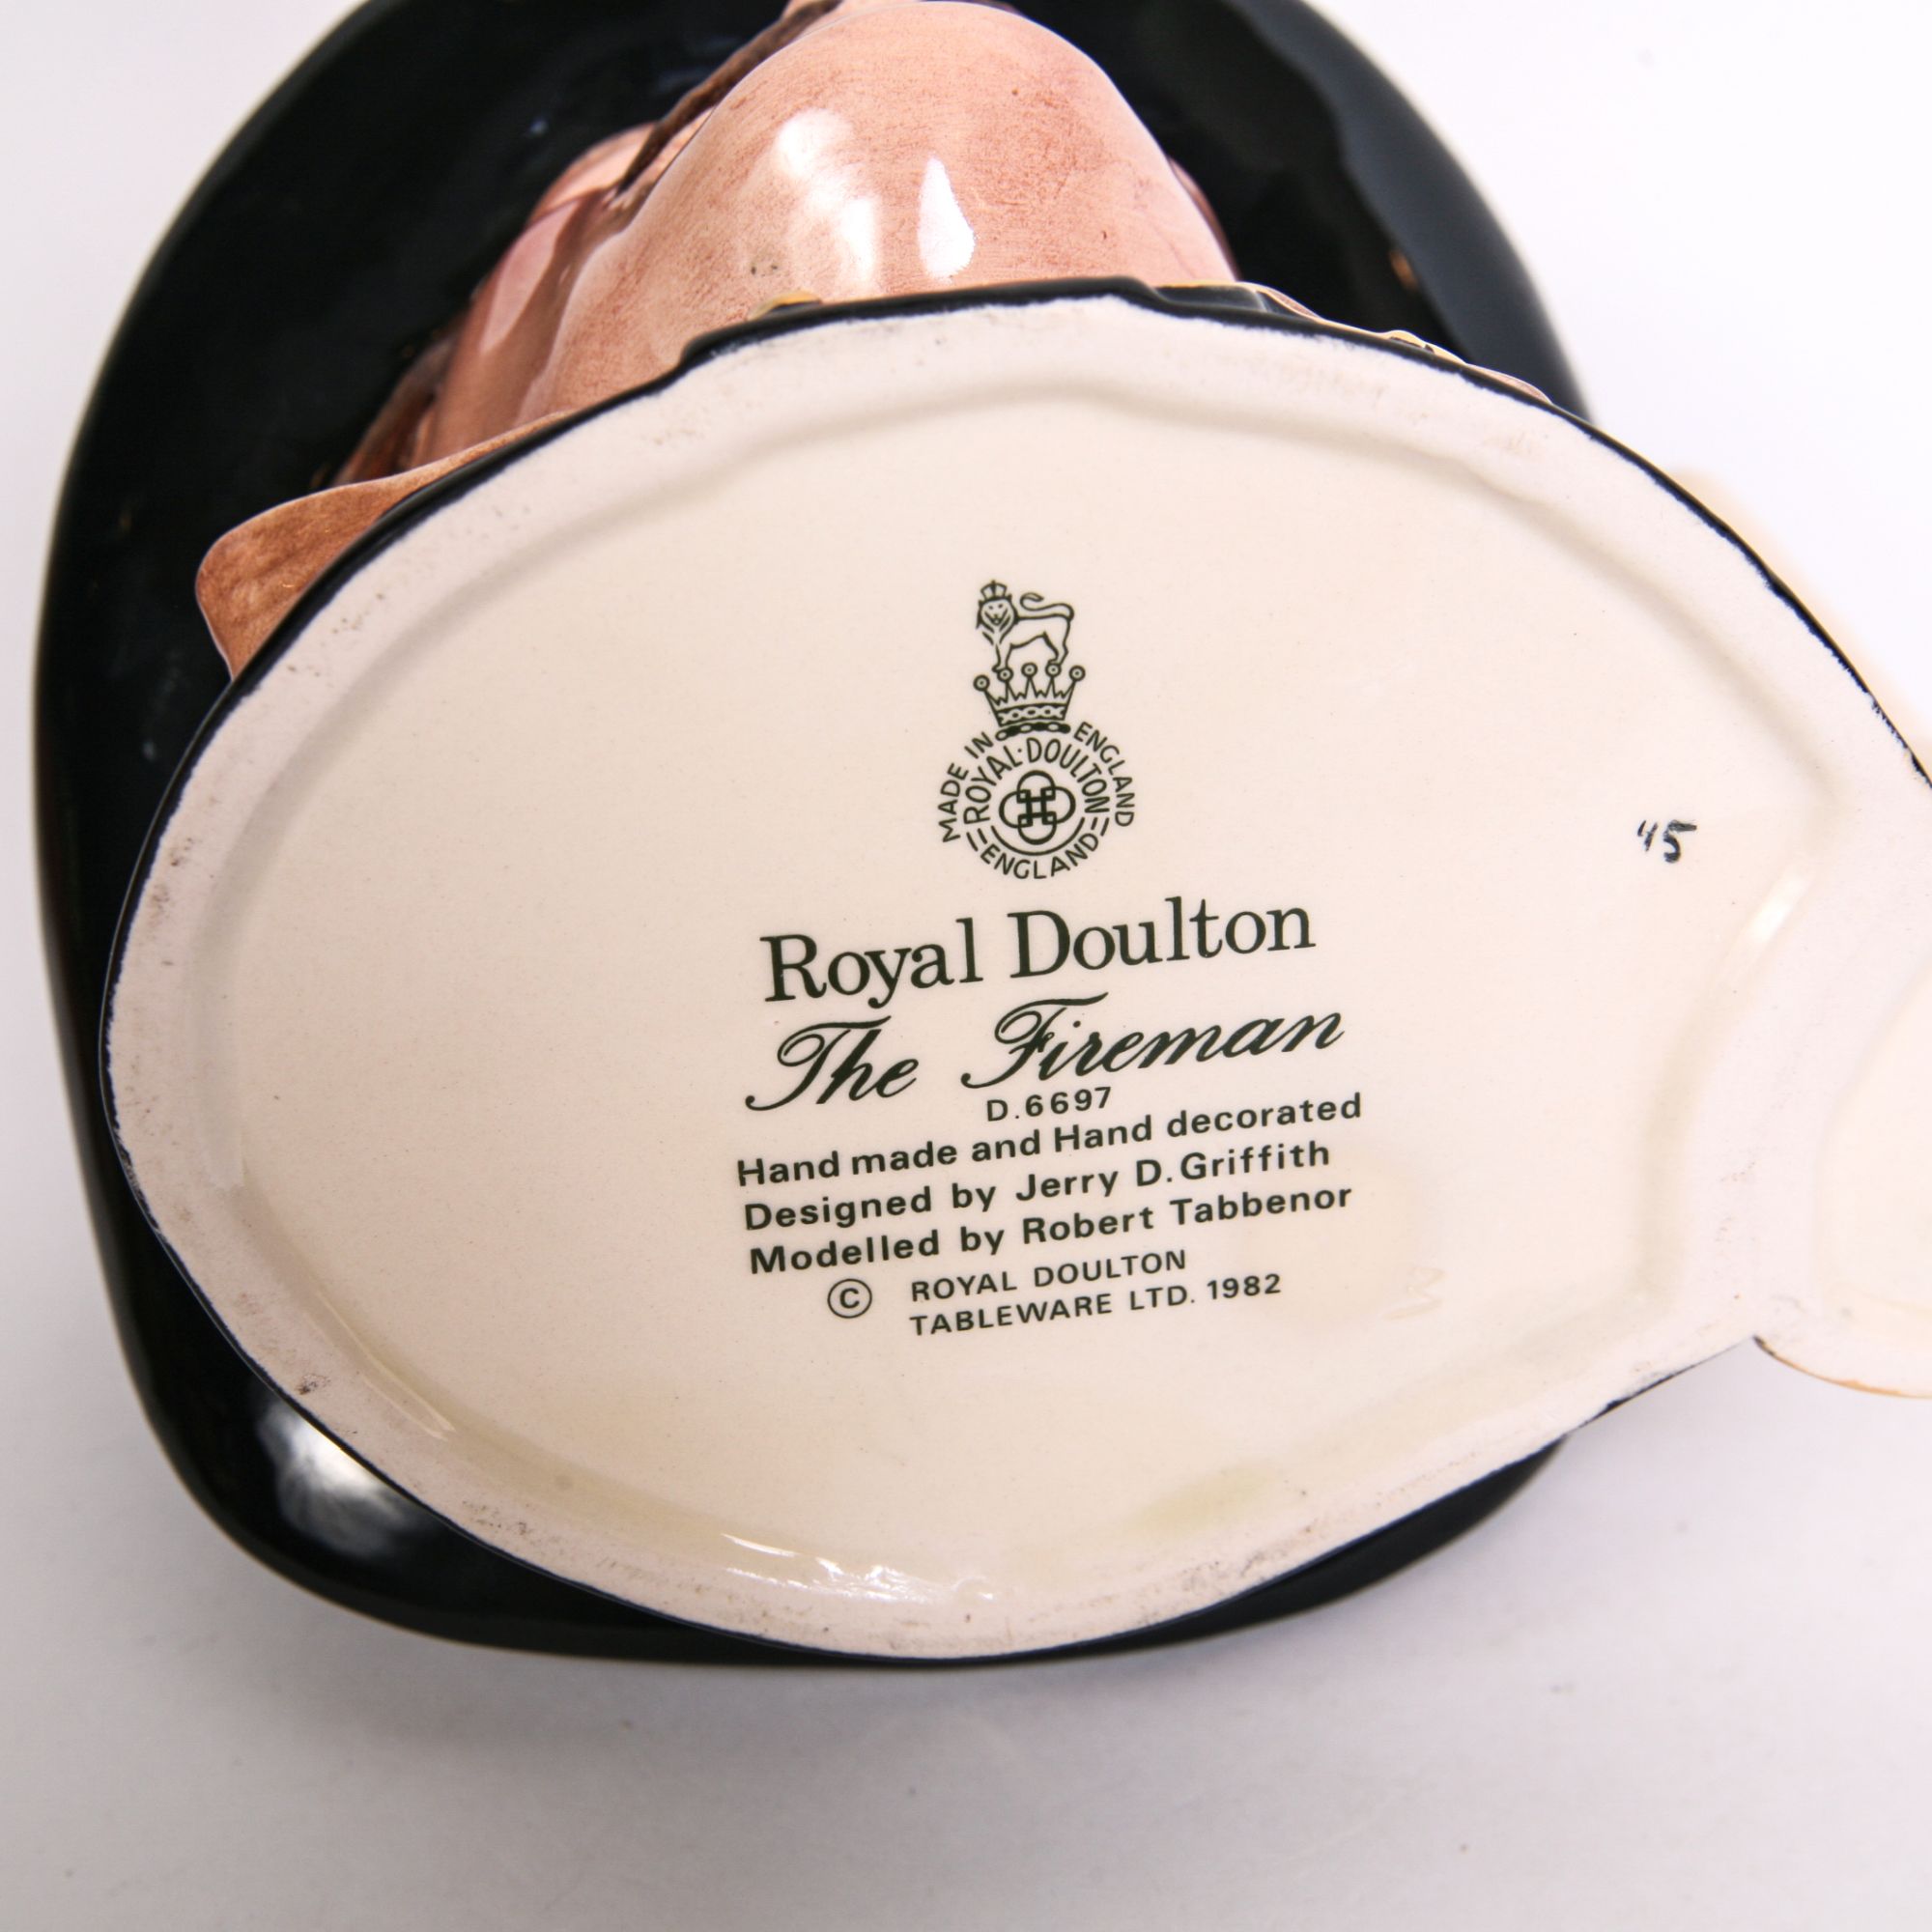 MADE IN ENGLAND
ROYAL·DOULTON
ENGLAND
45
Royal Doulton
The Fireman
D.6697
Hand made and Hand decorated
Designed by Jerry D. Griffith
Modelled by Robert Tabbenor
© ROYAL DOULTON
TABLEWARE LTD. 1982